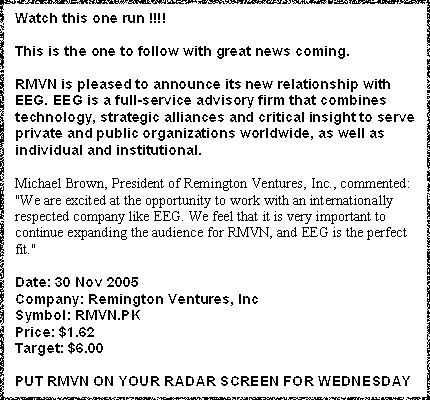 Watch this one run !!!!
This is the one to follow with great news coming.
RMVN is pleased to announce its new relationship with
EEG. EEG is a full-service advisory firm that combines
technology, strategic alliances and critical insight to serve
private and public organizations worldwide, as well as
individual and institutional.
Michael Brown, President of Remington Ventures, Inc., commented:
"We are excited at the opportunity to work with an internationally
respected company like EEG. We feel that it is very important to
continue expanding the audience for RMVN, and EEG is the perfect
fit."
Date: 30 Nov 2005
Company: Remington Ventures, Inc
Symbol: RMVN.PK
Price: $1.62
Target: $6.00
PUT RMVN ON YOUR RADAR SCREEN FOR WEDNESDAY